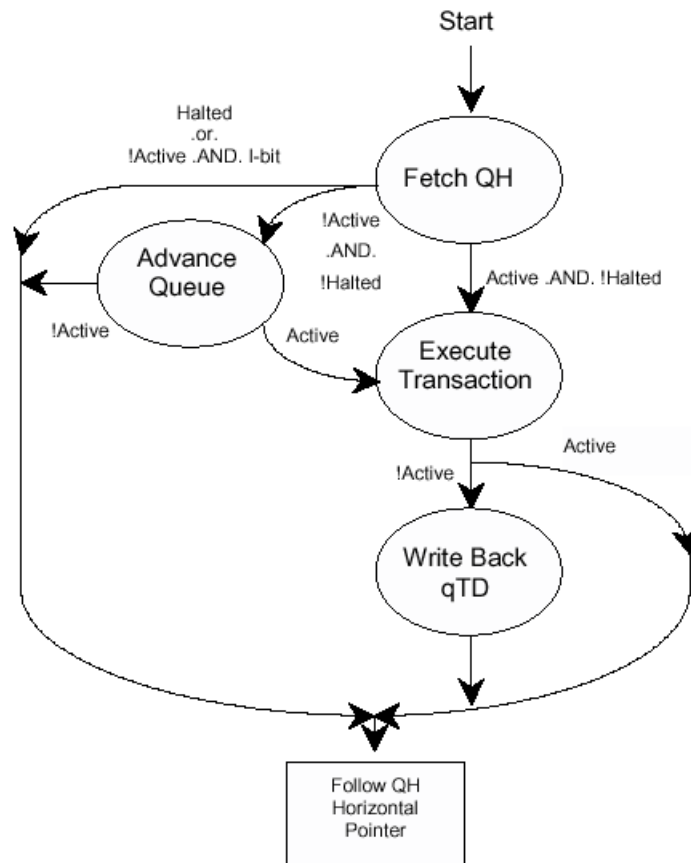 Start
Halted
.or.
!Active .AND. I-bit
Fetch QH
!Active
.AND.
!Halted
Advance
Queue
Active .AND. !Halted
!Active
Active
Execute
Transaction
Active
!Active
Write Back
qTD
Follow QH
Horizontal
Pointer